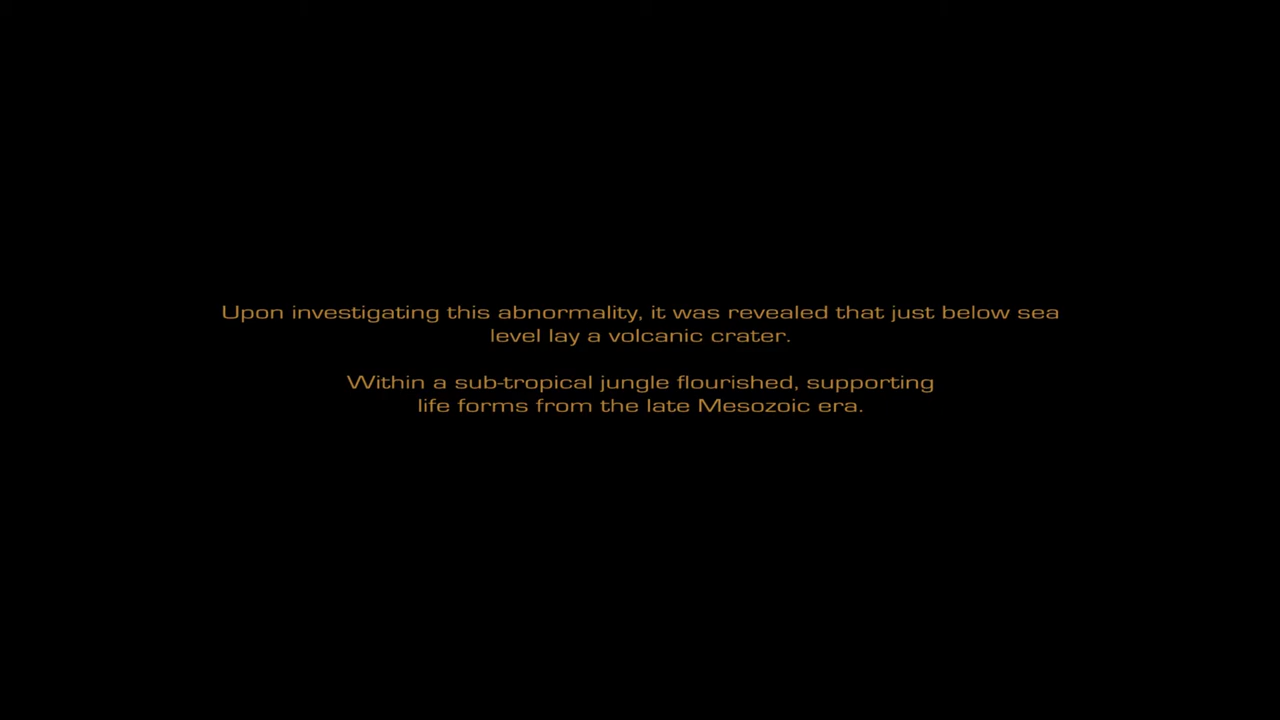 Upon investigating this abnormality, it was revealed that just below sea
level lay a volcanic crater.
Within a sub-tropical jungle flourished, supporting
life forms from the late Mesozoic era.